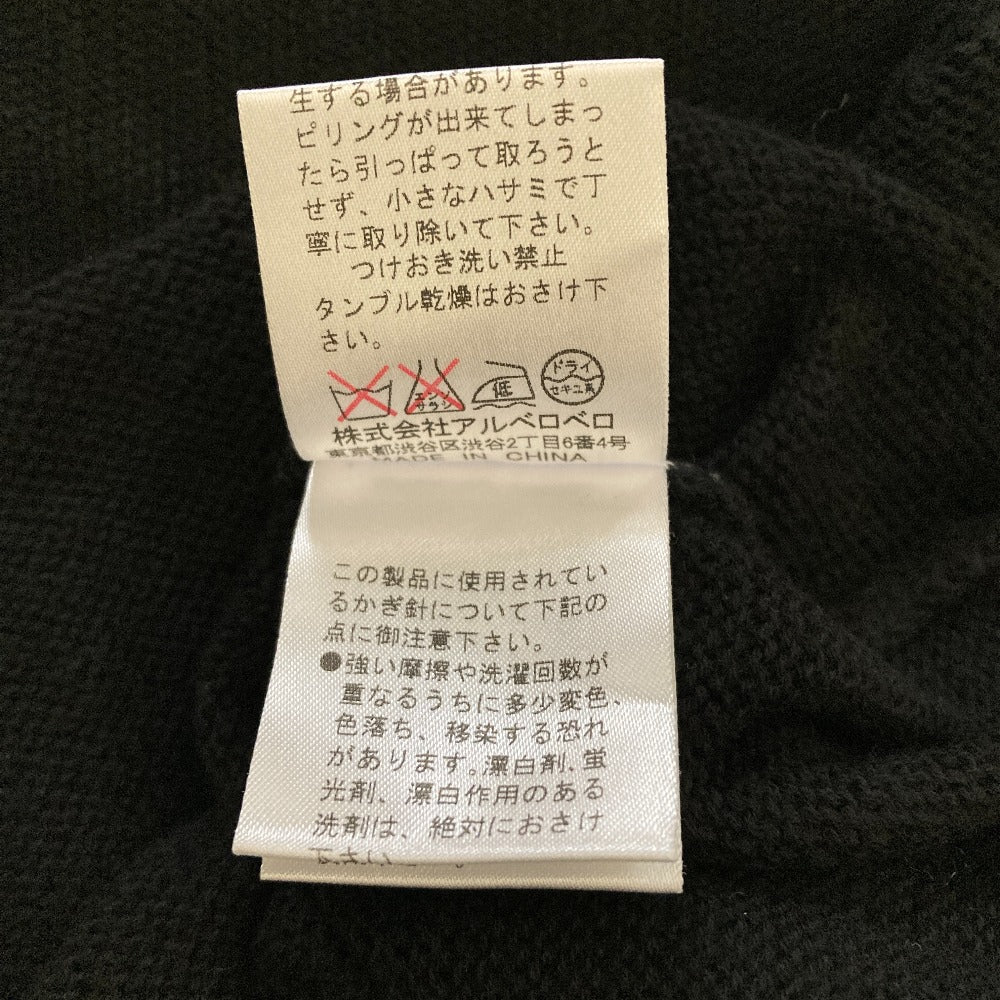 生する場合があります。
ピリングが出来てしまっ
たら引っぱって取ろうと
せず、小さなハサミで丁
寧に取り除いて下さい。
つけおき洗い禁止
タンブル乾燥はおさけ下
さい。
エンソ
サラシ
低
ドライ
セキユ系
株式会社アルベロベロ
東京都渋谷区渋谷2丁目6番4号
MADE IN CHINA
この製品に使用されてい
るかぎ針について下記の
点に御注意下さい。
●強い摩擦や洗濯回数が
重なるうちに多少変色、
色落ち、移染する恐れ
があります。漂白剤、蛍
光剤、漂白作用のある
洗剤は、絶対におさけ